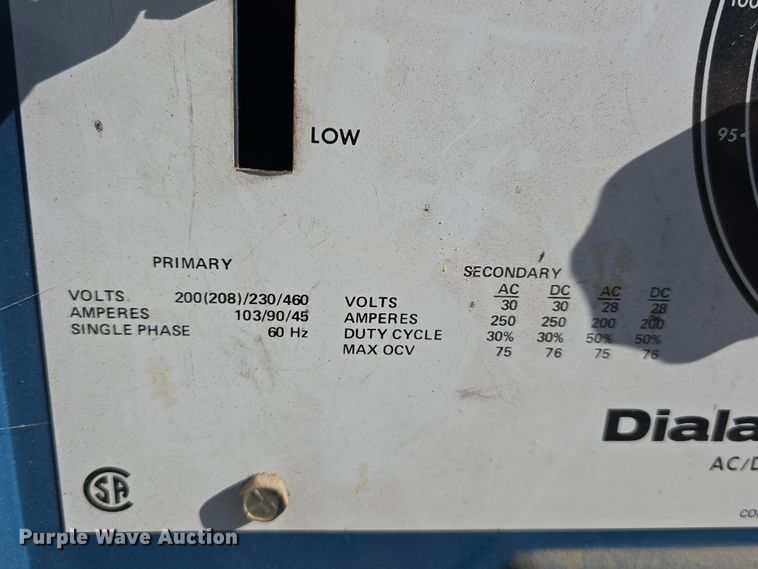 100
LOW
95
PRIMARY
VOLTS 200(208)/230/460
AMPERES 103/90/45
SINGLE PHASE 60 Hz
SECONDARY
AC DC AC DC
VOLTS 30 30 28 28
AMPERES 250 250 200 200
DUTY CYCLE 30% 30% 50% 50%
MAX OCV 75 76 75 76
Diala
AC/D
SA
CO
Purple Wave Auction